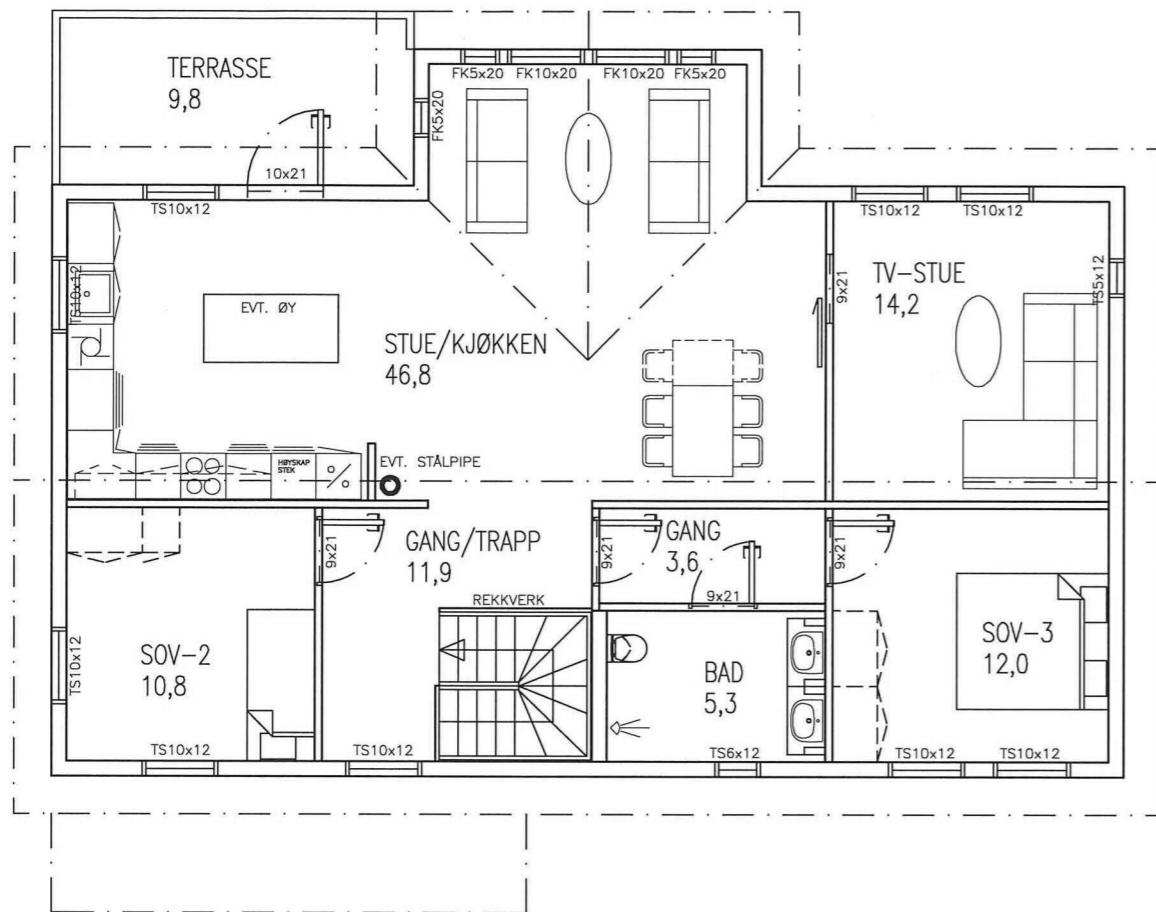 TERRASSE
9,8
FK5x20
FK10x20
FK10x20
FK5x20
FK5x20
10x21
TS10x12
TS10x12
TS10x12
TS10x12
9x21
TV-STUE
14,2
TS5x12
EVT. ØY
STUE/KJØKKEN
46,8
HØYSKAP
STEK
EVT. STÅLPIPE
9x21
GANG/TRAPP
11,9
9x21
GANG
3,6
9x21
9x21
REKKVERK
TS10x12
SOV-2
10,8
BAD
5,3
SOV-3
12,0
TS10x12
TS10x12
TS6x12
TS10x12
TS10x12